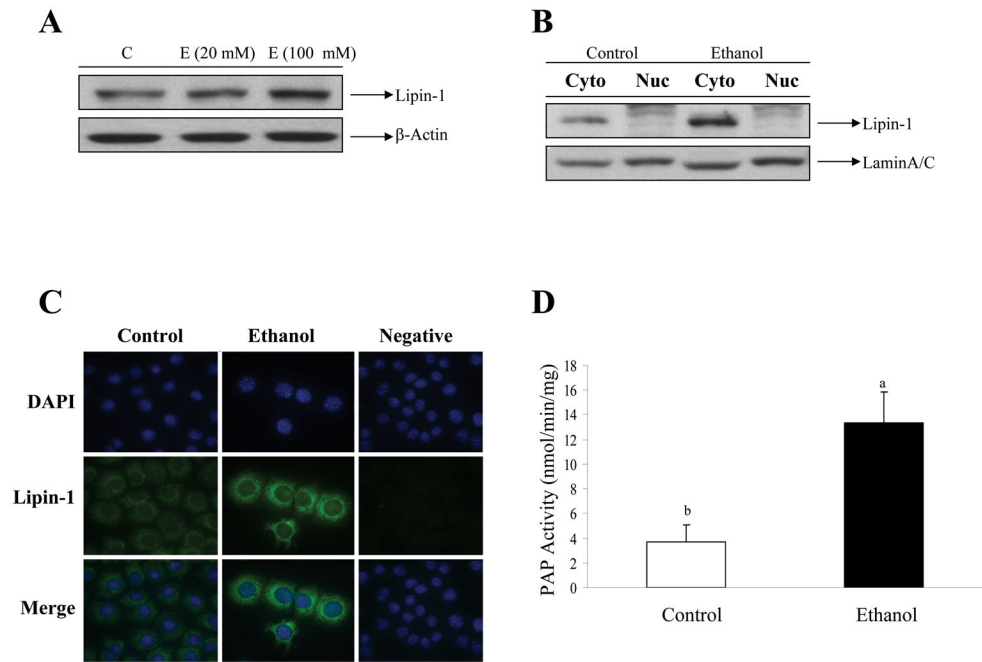 A
C E (20 mM) E (100 mM)
Lipin-1
β-Actin
B
Control Ethanol
Cyto Nuc Cyto Nuc
Lipin-1
LaminA/C
C
Control Ethanol Negative
DAPI
Lipin-1
Merge
D
PAP Activity (nmol/min/mg)
18
16
14
12
10
8
6
4
2
0
b
a
Control Ethanol